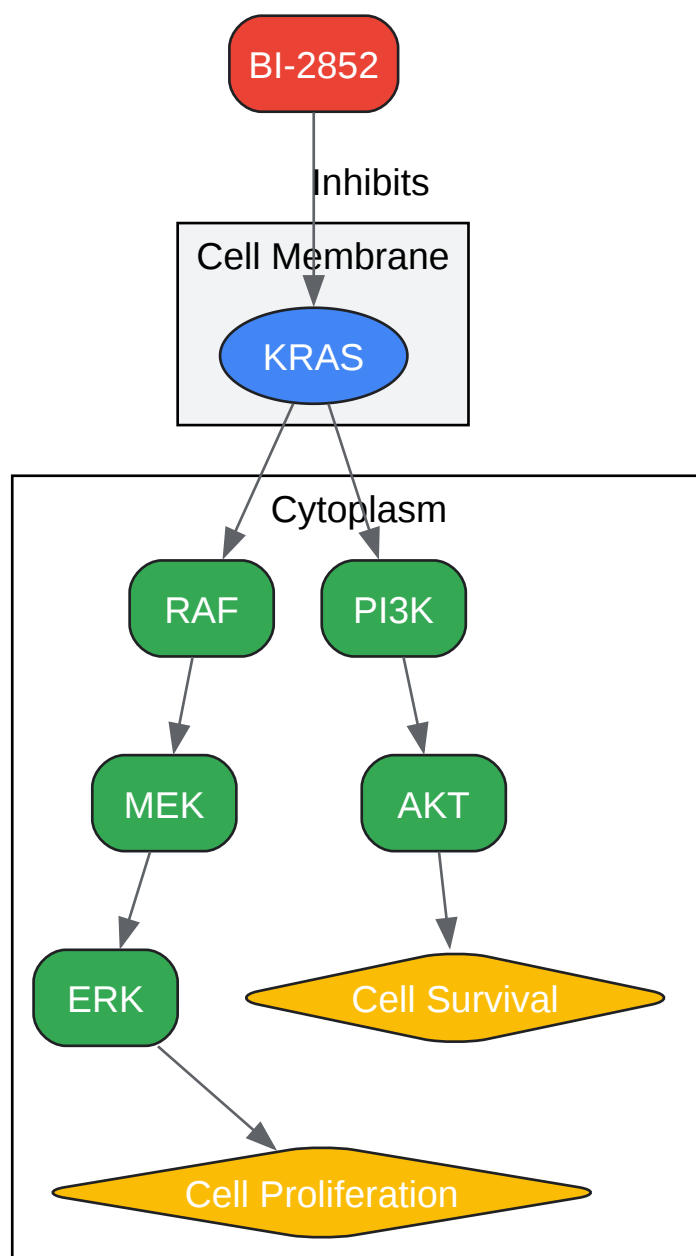 BI-2852
Inhibits
Cell Membrane
KRAS
Cytoplasm
RAF
PI3K
MEK
AKT
ERK
Cell Survival
Cell Proliferation